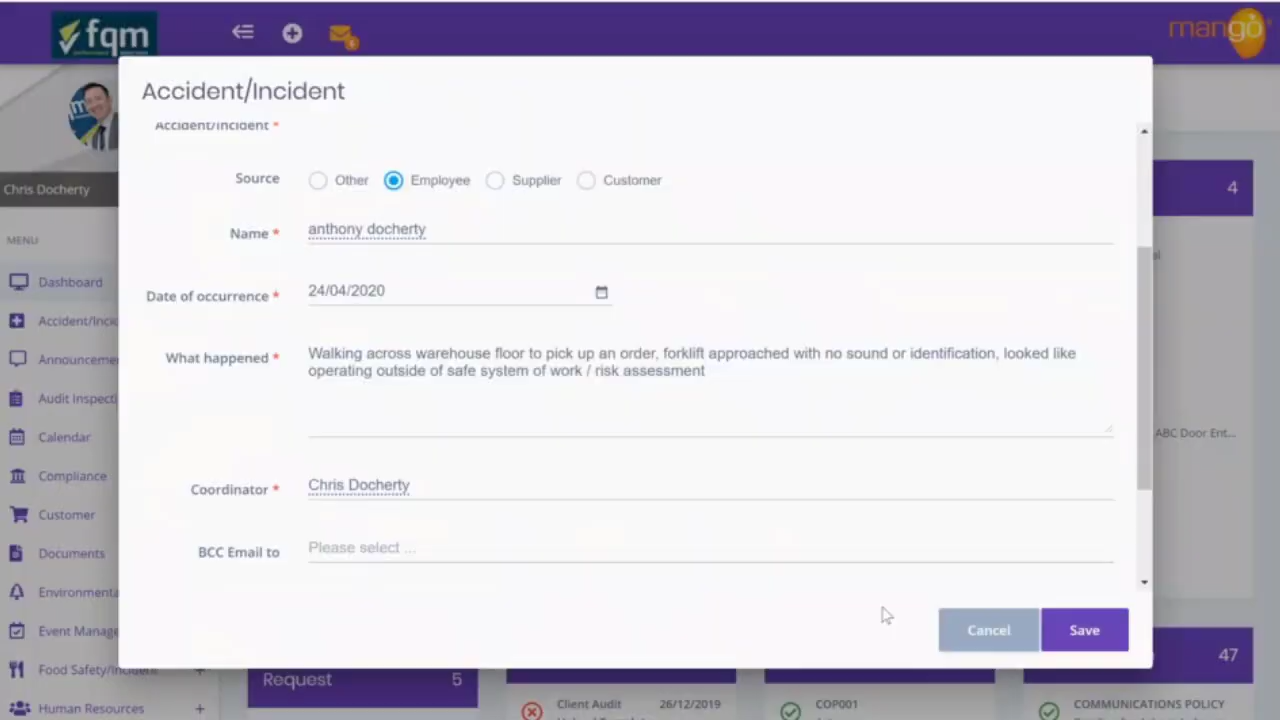 fqm
mango
Accident/Incident
Accident/Incident *
Source
Other
Employee
Supplier
Customer
4
Chris Docherty
Name *
anthony docherty
MENU
Dashboard
Date of occurrence *
24/04/2020
Accident/Incid
Announceme
What happened *
Walking across warehouse floor to pick up an order, forklift approached with no sound or identification, looked like
operating outside of safe system of work / risk assessment
Audit Inspecti
Calendar
ABC Door Ent...
Compliance
Coordinator *
Chris Docherty
Customer
Documents
BCC Email to
Please select ...
Environmenta
Event Manage
Cancel
Save
Food Safety/Incident +
47
Request
5
Client Audit
26/12/2019
COP001
COMMUNICATIONS POLICY
Human Resources +